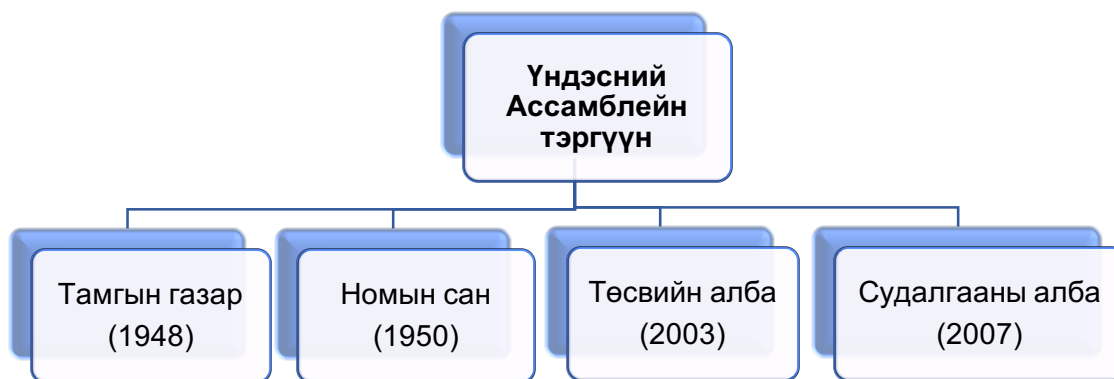 Үндэсний
Ассамблейн
тэргүүн
Тамгын газар
(1948)
Номын сан
(1950)
Төсвийн алба
(2003)
Судалгааны алба
(2007)